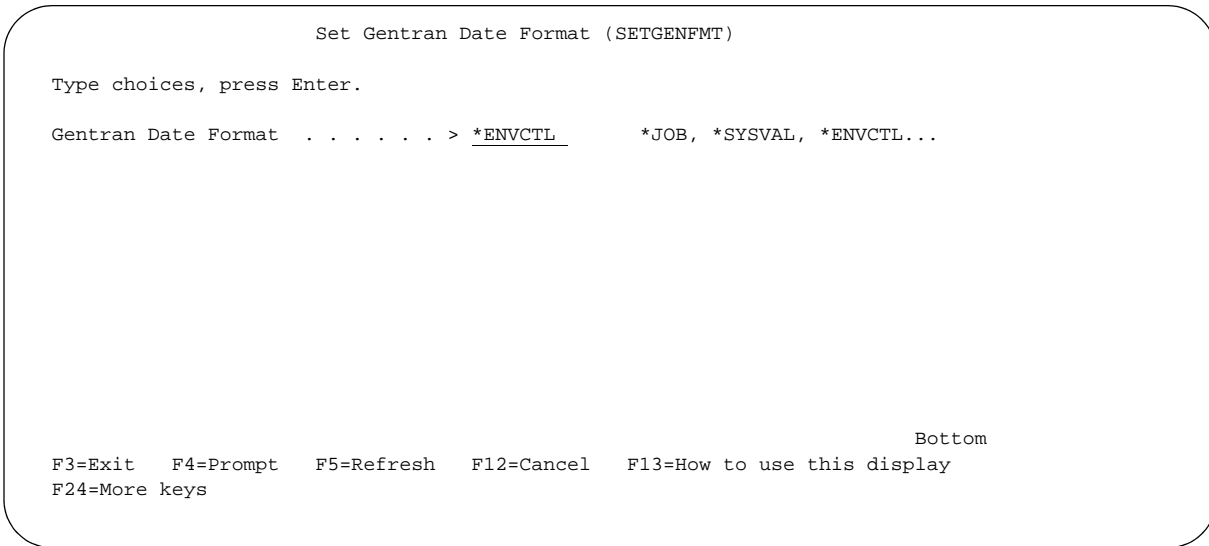 Set Gentran Date Format (SETGENFMT)
Type choices, press Enter.
Gentran Date Format . . . . . . > *ENVCTL *JOB, *SYSVAL, *ENVCTL...
Bottom
F3=Exit F4=Prompt F5=Refresh F12=Cancel F13=How to use this display
F24=More keys